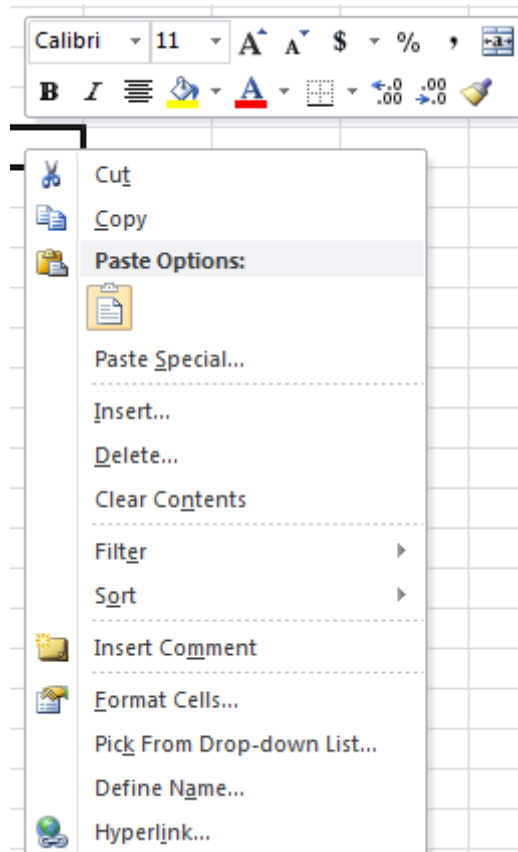 Calibri 11 A A $ % , a
B I A .0 .00 .00 .0
Cut
Copy
Paste Options:
Paste Special...
Insert...
Delete...
Clear Contents
Filter
Sort
Insert Comment
Format Cells...
Pick From Drop-down List...
Define Name...
Hyperlink...